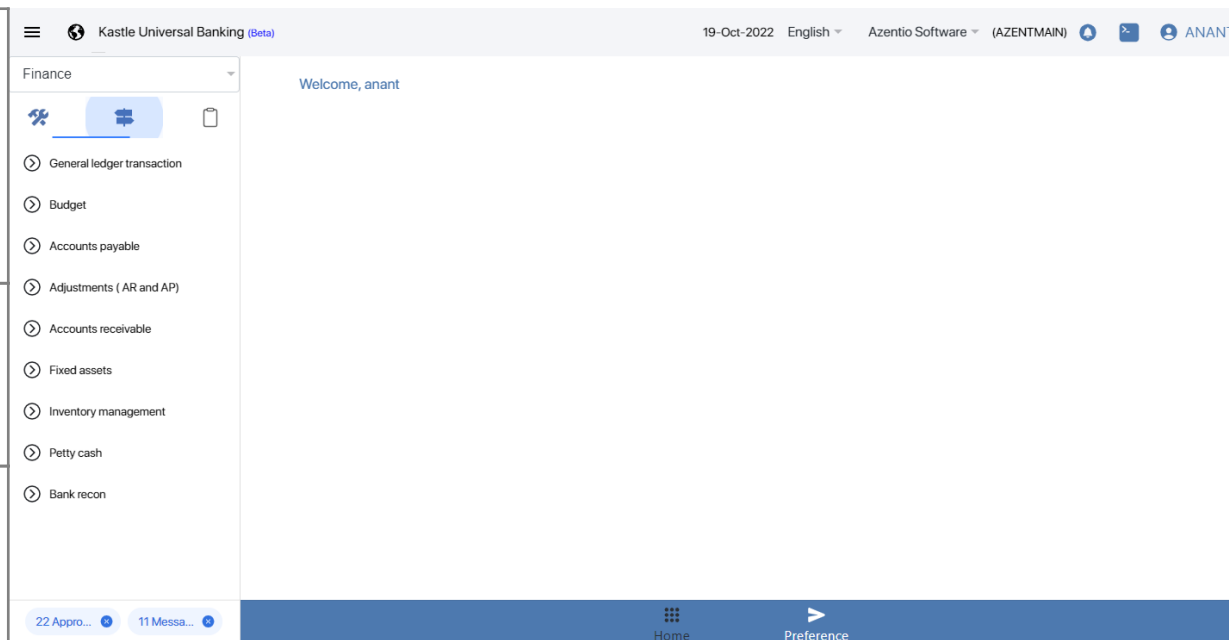 Kastle Universal Banking (Beta)
19-Oct-2022 English Azentio Software (AZENTMAIN) ANANT
Finance
Welcome, anant
General ledger transaction
Budget
Accounts payable
Adjustments ( AR and AP)
Accounts receivable
Fixed assets
Inventory management
Petty cash
Bank recon
22 Appro... 11 Messa...
Home
Preference